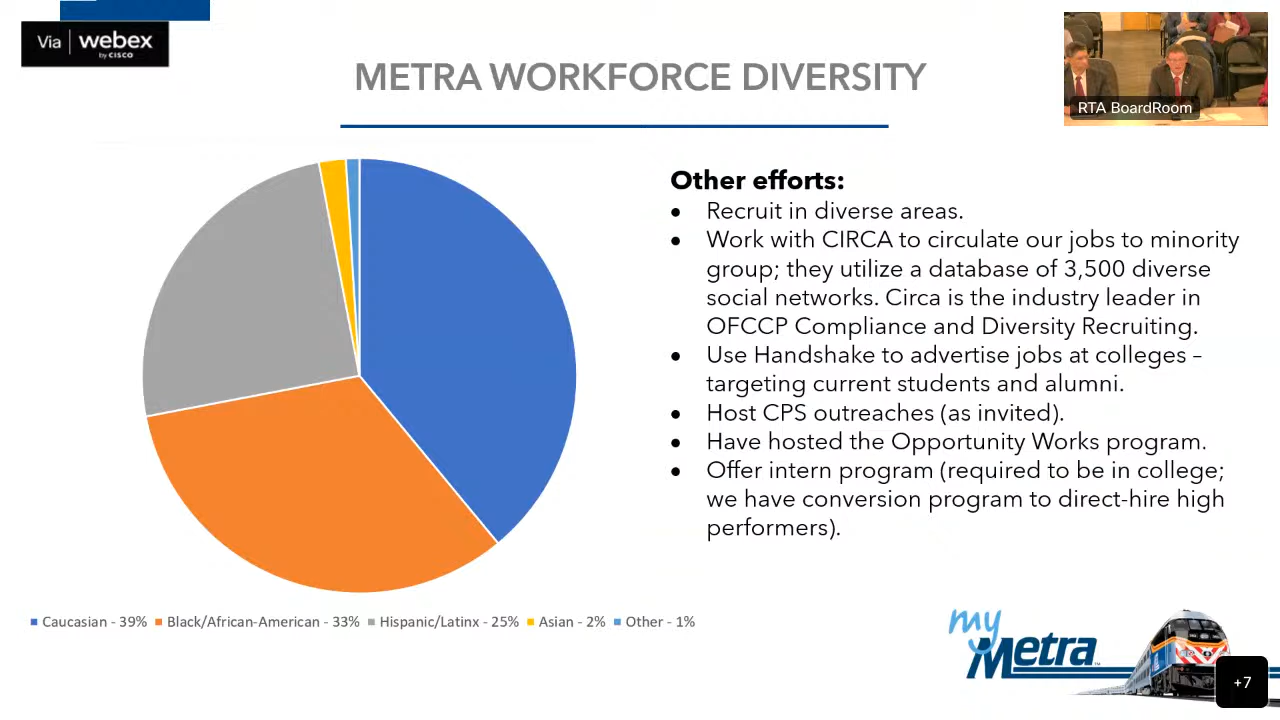 Via | webex
by CISCO
METRA WORKFORCE DIVERSITY
RTA BoardRoom
Other efforts:
• Recruit in diverse areas.
• Work with CIRCA to circulate our jobs to minority
group; they utilize a database of 3,500 diverse
social networks. Circa is the industry leader in
OFCCP Compliance and Diversity Recruiting.
• Use Handshake to advertise jobs at colleges –
targeting current students and alumni.
• Host CPS outreaches (as invited).
• Have hosted the Opportunity Works program.
• Offer intern program (required to be in college;
we have conversion program to direct-hire high
performers).
Caucasian - 39% Black/African-American - 33% Hispanic/Latinx - 25% Asian - 2% Other - 1%
my
Metra
+7